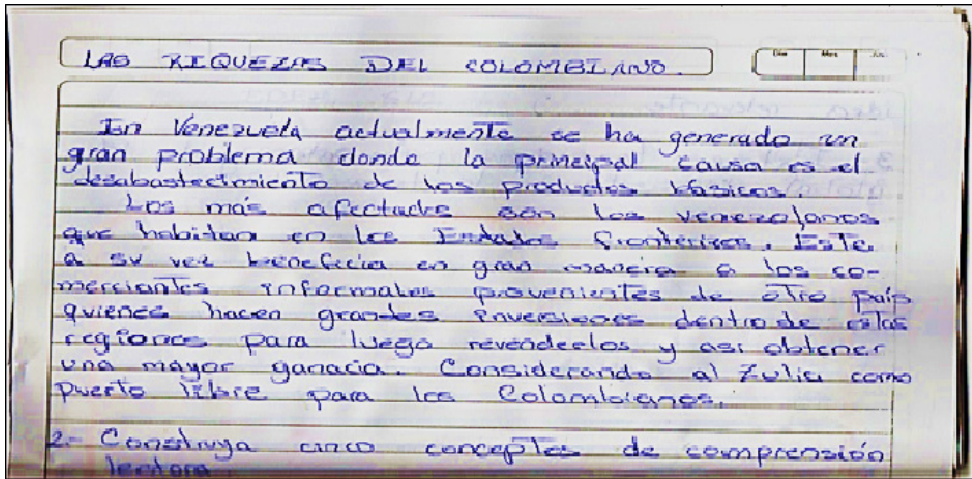 LAS RIQUEZAS DEL COLOMBIANO.
Día Mes Año
En Venezuela actualmente se ha generado un
gran problema donde la principal causa es el
desabastecimiento de los productos básicos.
Los más afectados son los venezolanos
que habitan en los Estados fronterizos. Este
a su vez beneficia en gran manera a los co-
merciantes informales provenientes de otro país
quienes hacen grandes inversiones dentro de estas
regiones para luego revenderlos y así obtener
una mayor ganacia. Considerando al Zulia como
puerto libre para los Colombianos.
2.- Construya cinco conceptos de comprensión
lectora.